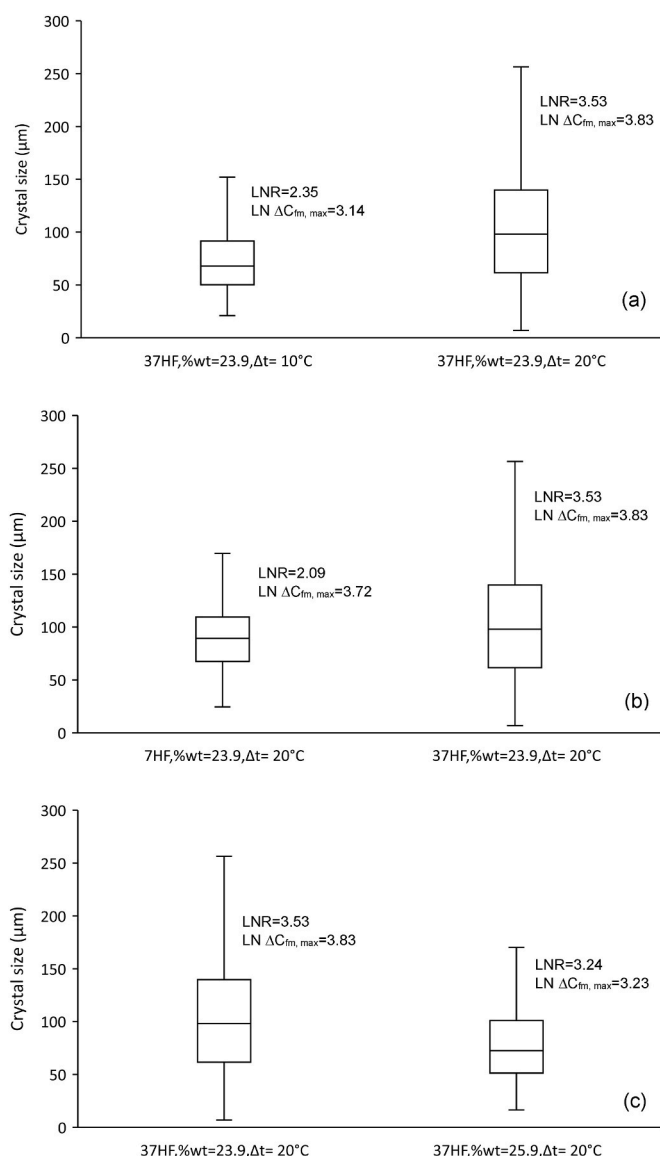 300
250
200
150
100
50
0
Crystal size (µm)
LNR=3.53
LN ΔCfm, max=3.83
LNR=2.35
LN ΔCfm, max=3.14
(a)
37HF,%wt=23.9,Δt= 10°C
37HF,%wt=23.9,Δt= 20°C
300
250
200
150
100
50
0
Crystal size (µm)
LNR=3.53
LN ΔCfm, max=3.83
LNR=2.09
LN ΔCfm, max=3.72
(b)
7HF,%wt=23.9,Δt= 20°C
37HF,%wt=23.9,Δt= 20°C
300
250
200
150
100
50
0
Crystal size (µm)
LNR=3.53
LN ΔCfm, max=3.83
LNR=3.24
LN ΔCfm, max=3.23
(c)
37HF,%wt=23.9,Δt= 20°C
37HF,%wt=25.9,Δt= 20°C